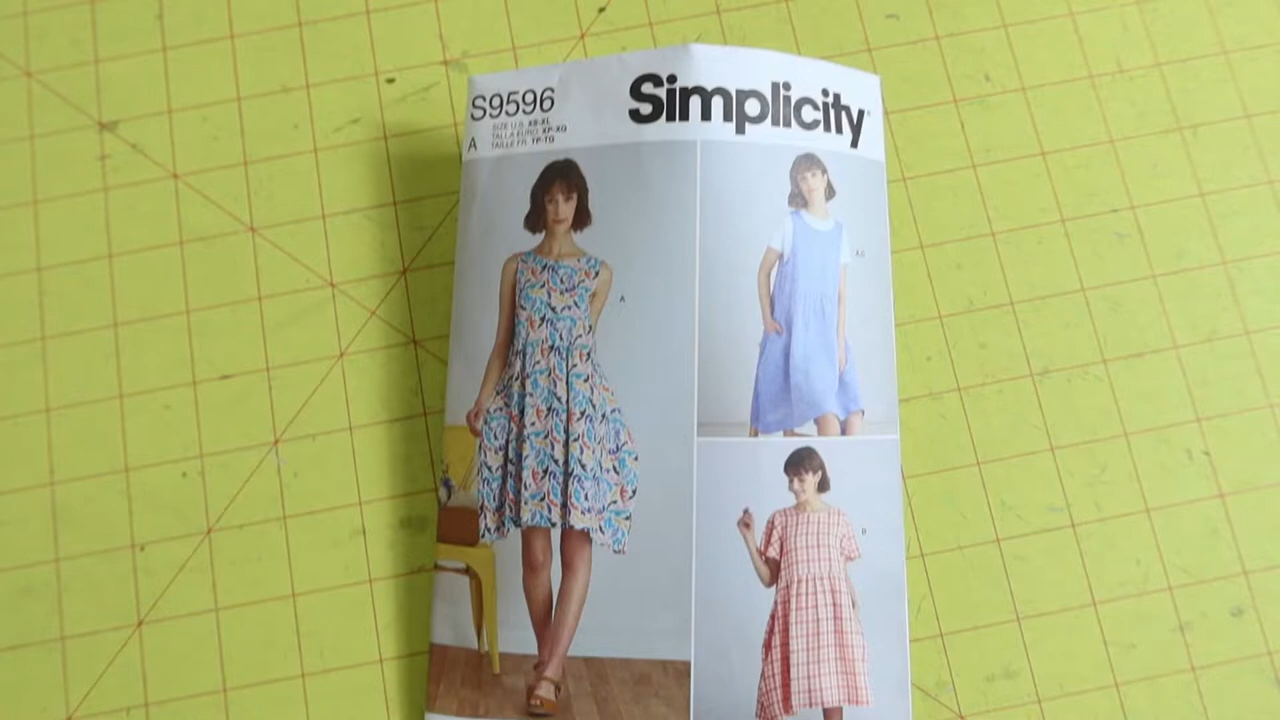 S9596
Simplicity®
SIZE U.S. XS-XL
TALLA EURO. XP-XG
TAILLE FR. TP-TG
A
A
B